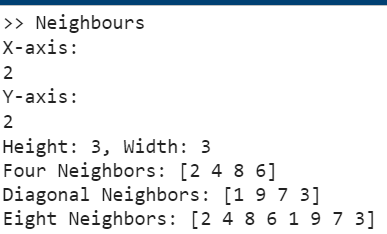 >> Neighbours
X-axis:
2
Y-axis:
2
Height: 3, Width: 3
Four Neighbors: [2 4 8 6]
Diagonal Neighbors: [1 9 7 3]
Eight Neighbors: [2 4 8 6 1 9 7 3]